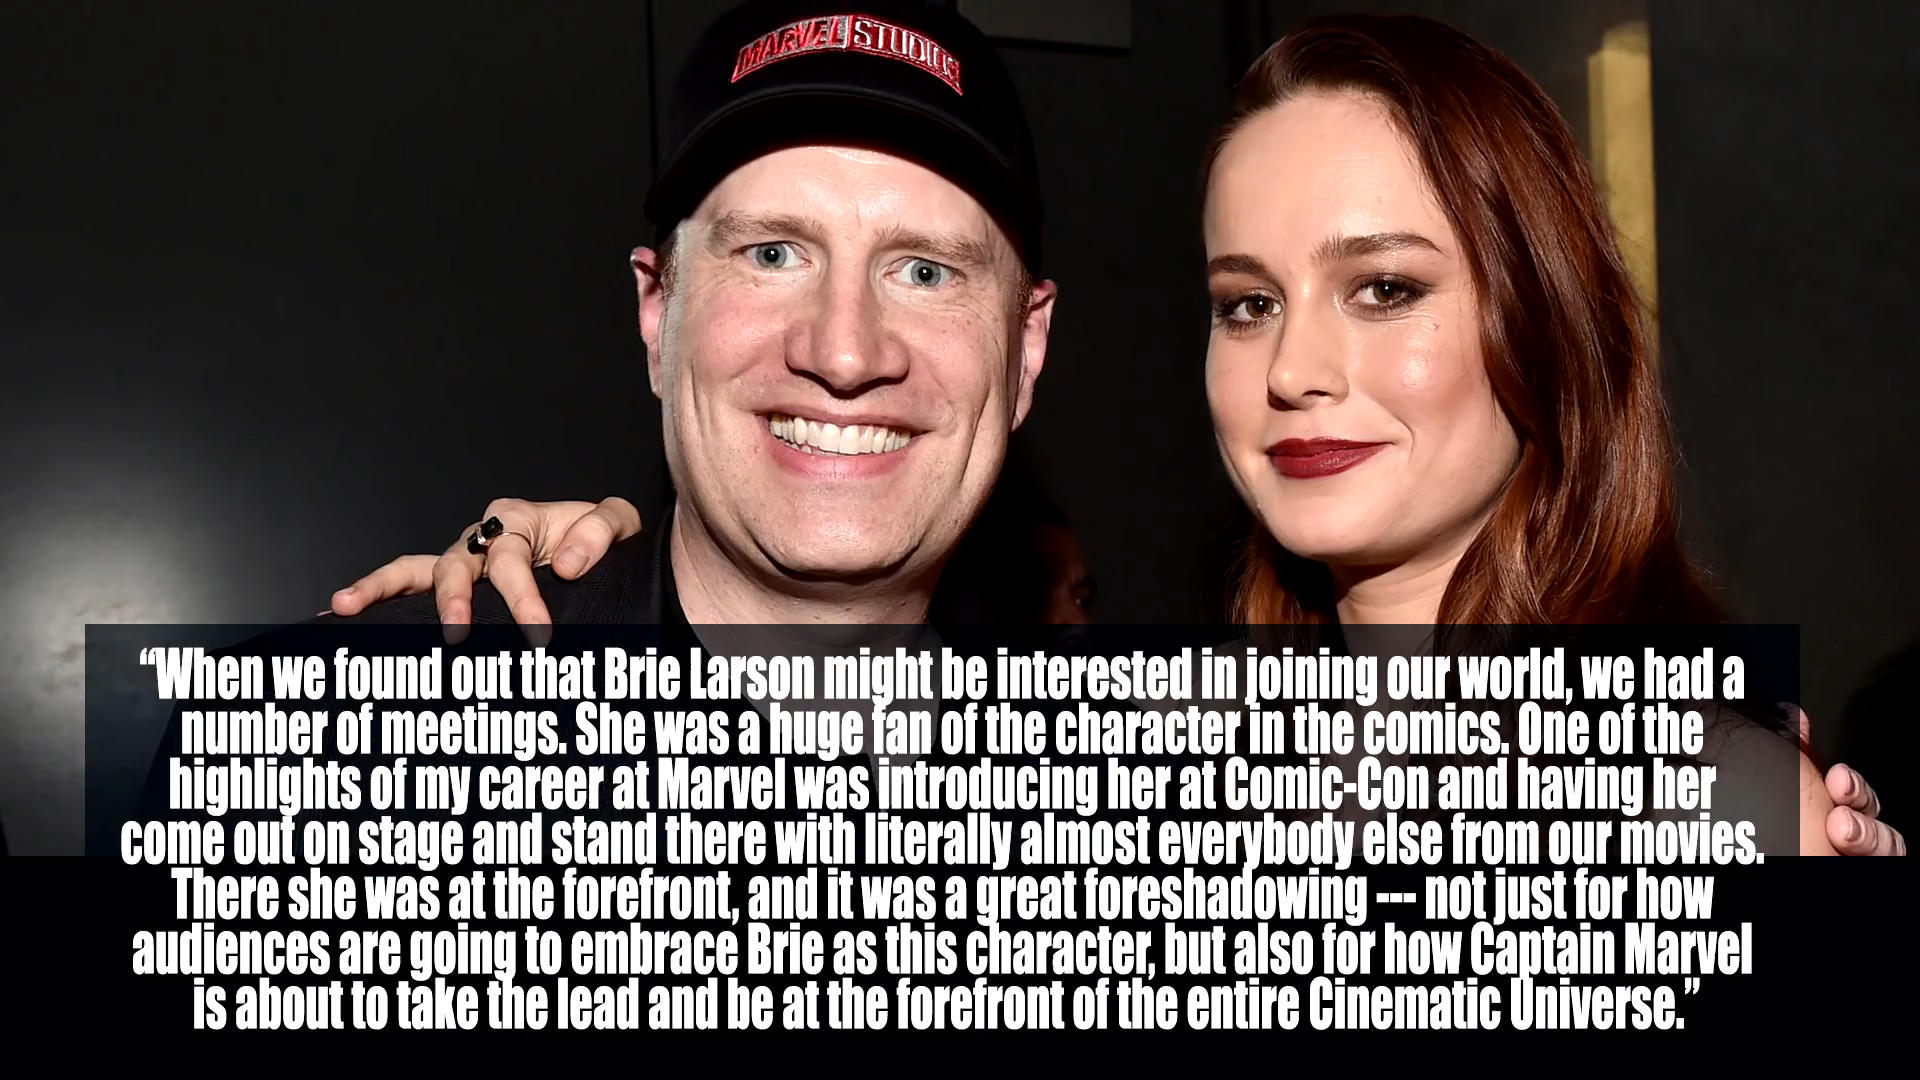 MARVEL STUDIOS
“When we found out that Brie Larson might be interested in joining our world, we had a
number of meetings. She was a huge fan of the character in the comics. One of the
highlights of my career at Marvel was introducing her at Comic-Con and having her
come out on stage and stand there with literally almost everybody else from our movies.
There she was at the forefront, and it was a great foreshadowing --- not just for how
audiences are going to embrace Brie as this character, but also for how Captain Marvel
is about to take the lead and be at the forefront of the entire Cinematic Universe.”